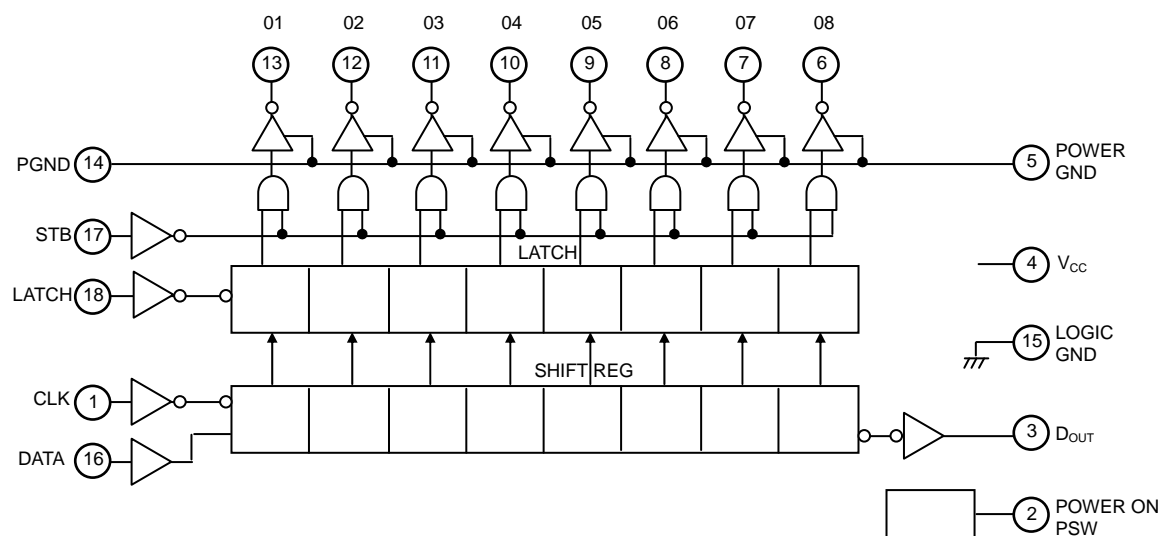 01 02 03 04 05 06 07 08
13 12 11 10 9 8 7 6
PGND 14
5 POWER
GND
STB 17
LATCH
4 VCC
LATCH 18
15 LOGIC
GND
SHIFT REG
CLK 1
3 DOUT
DATA 16
2 POWER ON
PSW